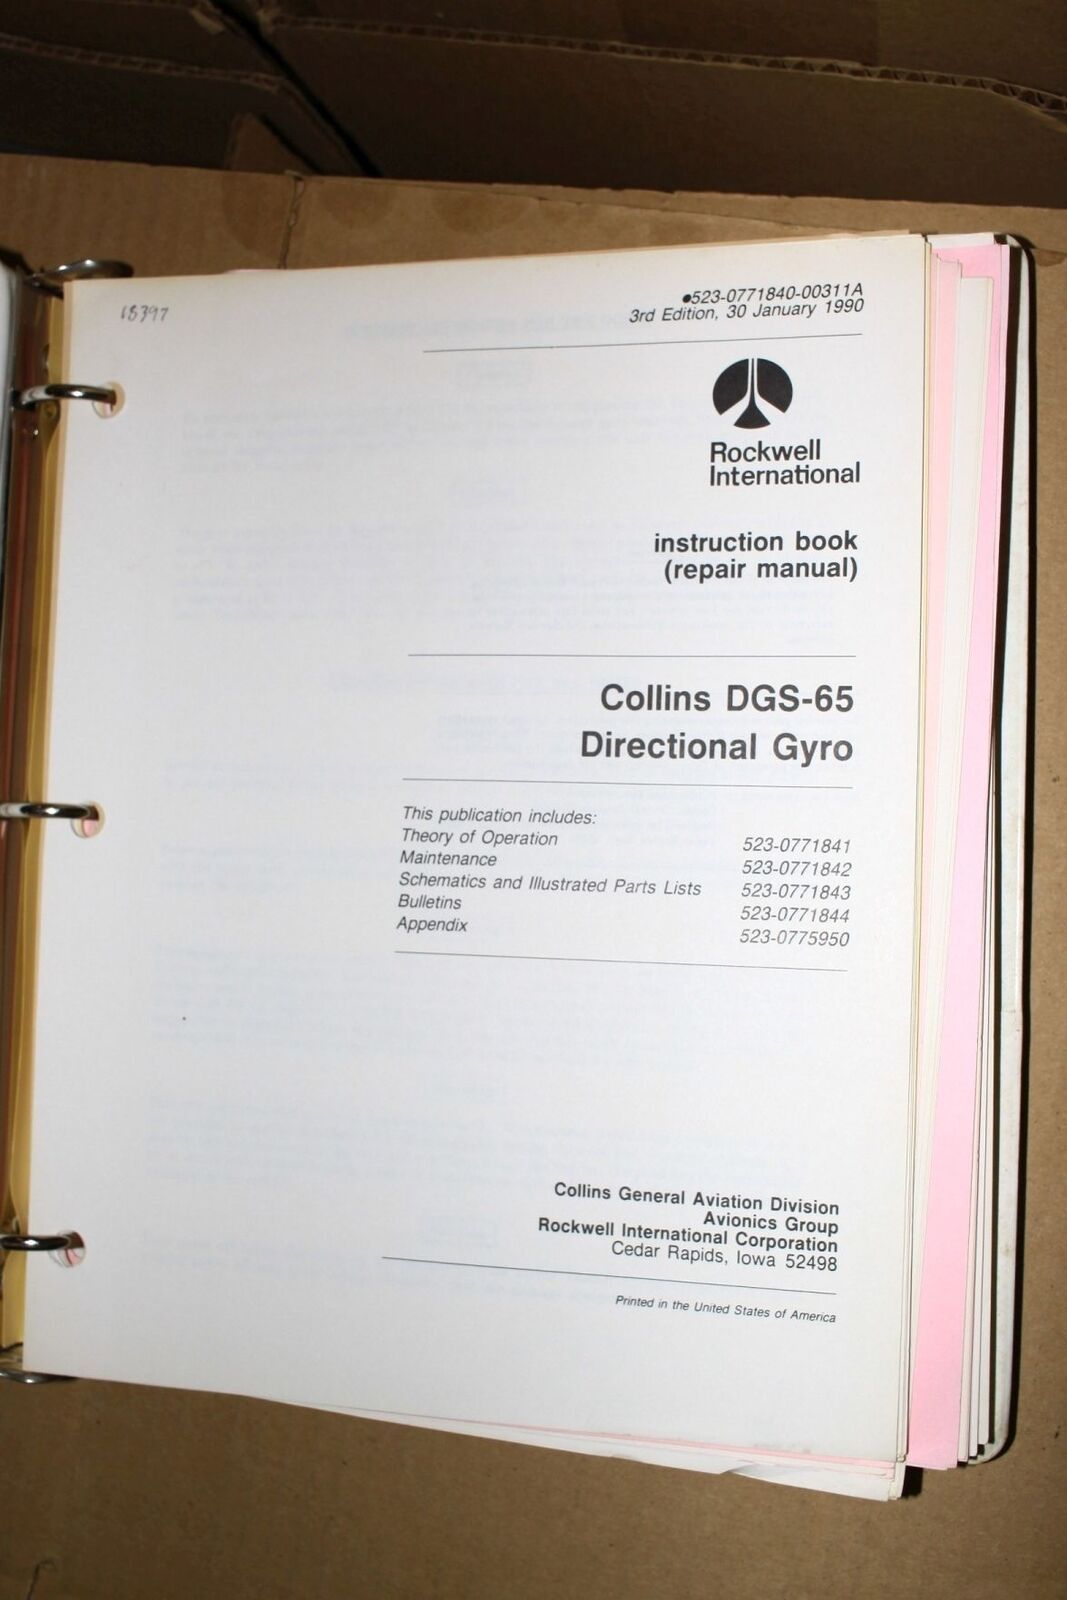 18397
●523-0771840-00311A
3rd Edition, 30 January 1990
Rockwell
International
instruction book
(repair manual)
Collins DGS-65
Directional Gyro
This publication includes:
Theory of Operation 523-0771841
Maintenance 523-0771842
Schematics and Illustrated Parts Lists 523-0771843
Bulletins 523-0771844
Appendix 523-0775950
Collins General Aviation Division
Avionics Group
Rockwell International Corporation
Cedar Rapids, Iowa 52498
Printed in the United States of America